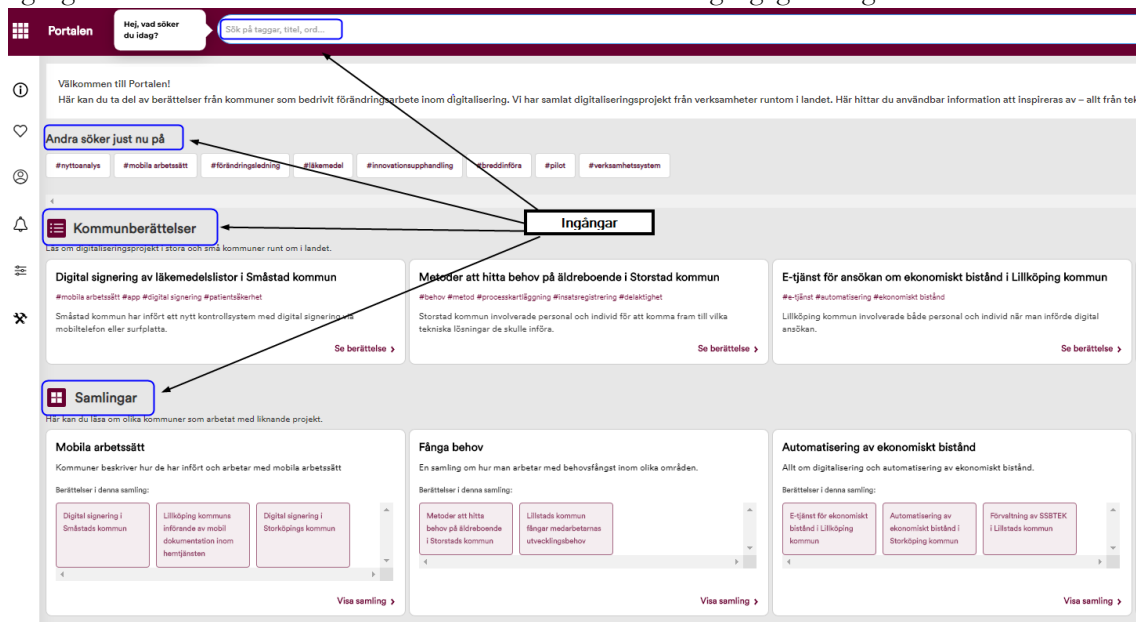 Portalen
Hej, vad söker
du idag?
Sök på taggar, titel, ord...
Välkommen till Portalen!
Här kan du ta del av berättelser från kommuner som bedrivit förändringsarbete inom digitalisering. Vi har samlat digitaliseringsprojekt från verksamheter runtom i landet. Här hittar du användbar information att inspireras av – allt från tek
Andra söker just nu på
#nyttoanalys #mobila arbetssätt #förändringsledning #läkemedel #innovationsupphandling #breddinföra #pilot #verksamhetssystem
Ingångar
Kommunberättelser
Läs om digitaliseringsprojekt i stora och små kommuner runt om i landet.
Digital signering av läkemedelslistor i Småstad kommun
#mobila arbetssätt #app #digital signering #patientsäkerhet
Småstad kommun har infört ett nytt kontrollsystem med digital signering via
mobiltelefon eller surfplatta.
Se berättelse
Metoder att hitta behov på äldreboende i Storstad kommun
#behov #metod #processkartläggning #insatsregistrering #delaktighet
Storstad kommun involverade personal och individ för att komma fram till vilka
tekniska lösningar de skulle införa.
Se berättelse
E-tjänst för ansökan om ekonomiskt bistånd i Lillköping kommun
#e-tjänst #automatisering #ekonomiskt bistånd
Lillköping kommun involverade både personal och individ när man införde digital
ansökan.
Se berättelse
Samlingar
Här kan du läsa om olika kommuner som arbetat med liknande projekt.
Mobila arbetssätt
Kommuner beskriver hur de har infört och arbetar med mobila arbetssätt
Berättelser i denna samling:
Digital signering i
Småstads kommun
Lillköping kommuns
införande av mobil
dokumentation inom
hemtjänsten
Digital signering i
Storköpings kommun
Visa samling
Fånga behov
En samling om hur man arbetar med behovsfångst inom olika områden.
Berättelser i denna samling:
Metoder att hitta
behov på äldreboende
i Storstads kommun
Lillstads kommun
fångar medarbetarnas
utvecklingsbehov
Visa samling
Automatisering av ekonomiskt bistånd
Allt om digitalisering och automatisering av ekonomiskt bistånd.
Berättelser i denna samling:
E-tjänst för ekonomiskt
bistånd i Lillköping
kommun
Automatisering av
ekonomiskt bistånd i
Storköping kommun
Förvaltning av SSBTEK
i Lillstads kommun
Visa samling